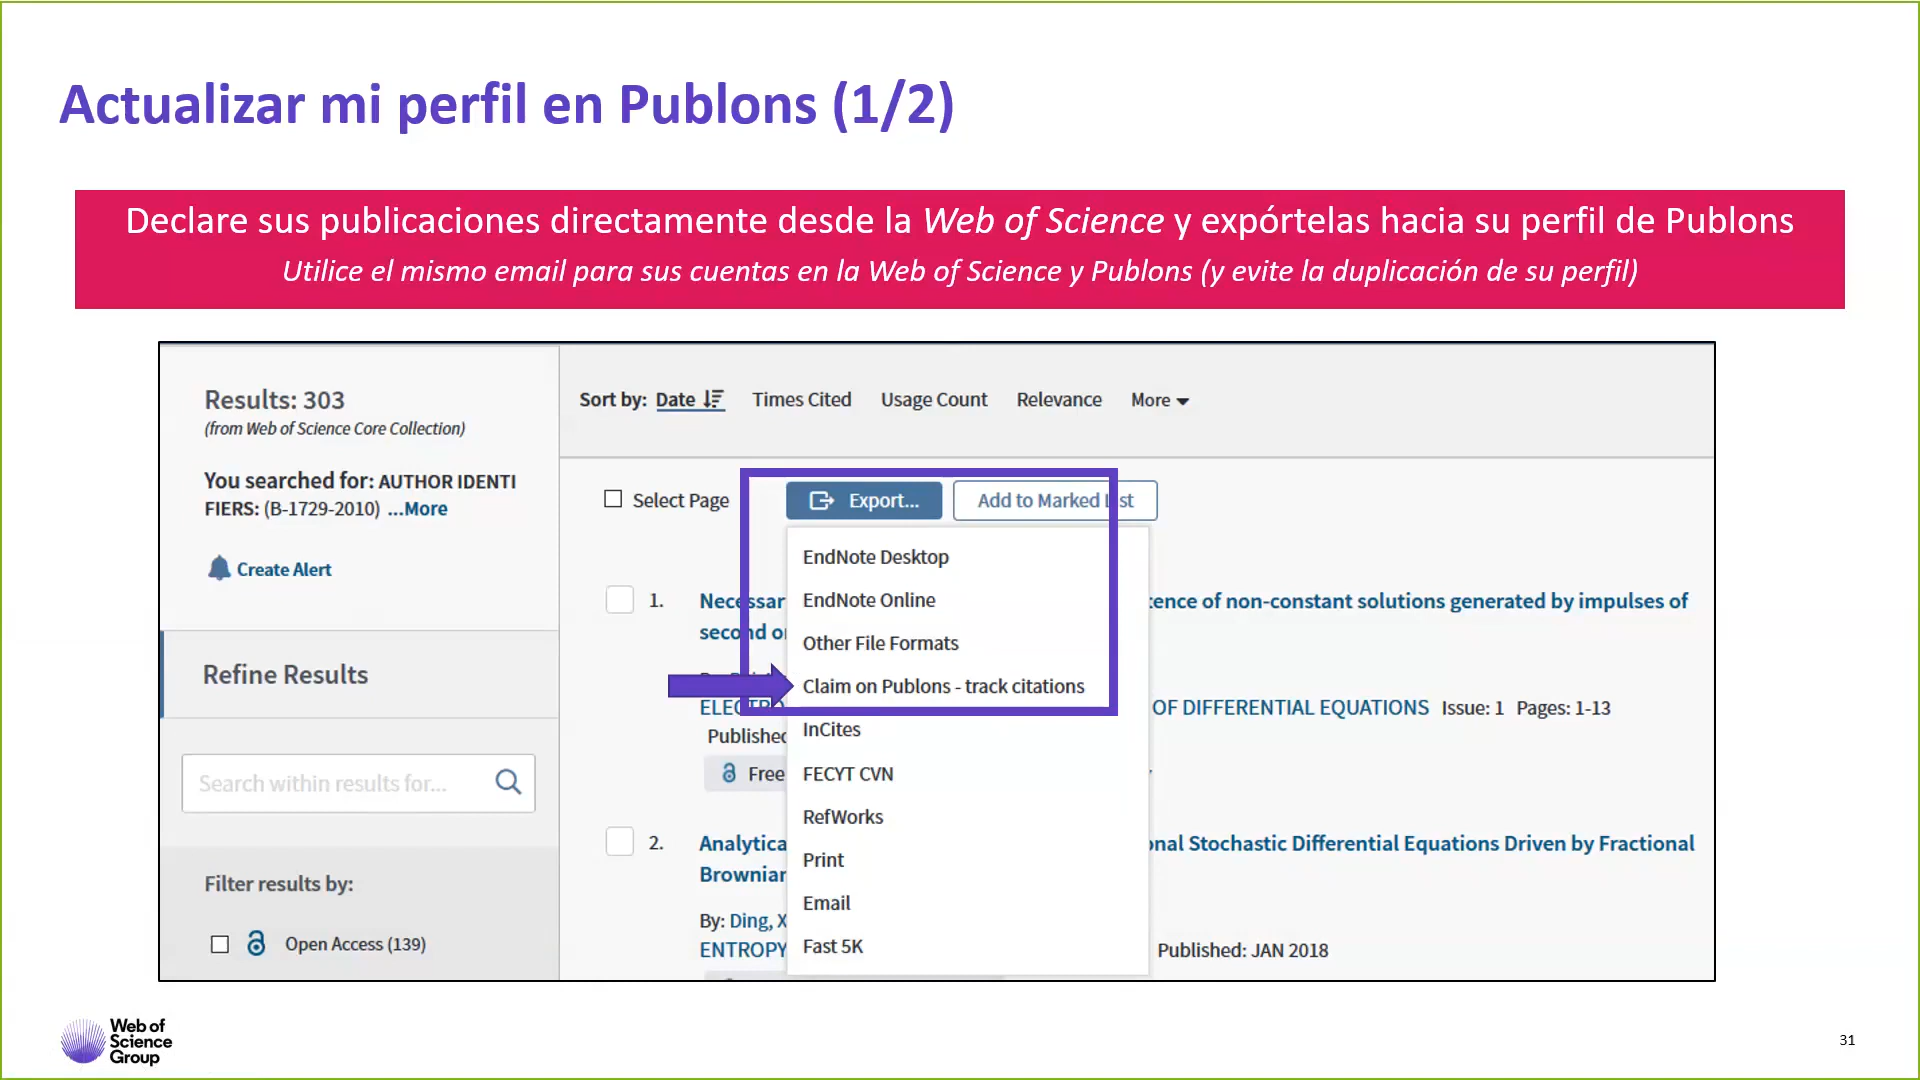 Actualizar mi perfil en Publons (1/2)
Declare sus publicaciones directamente desde la Web of Science y expórtelas hacia su perfil de Publons
Utilice el mismo email para sus cuentas en la Web of Science y Publons (y evite la duplicación de su perfil)
Results: 303
(from Web of Science Core Collection)
You searched for: AUTHOR IDENTI
FIERS: (B-1729-2010) ...More
Create Alert
Refine Results
Search within results for...
Filter results by:
Open Access (139)
Sort by: Date Times Cited Usage Count Relevance More
Select Page Export... Add to Marked List
EndNote Desktop
EndNote Online
Other File Formats
Claim on Publons - track citations
InCites
FECYT CVN
RefWorks
Print
Email
Fast 5K
1. Necessar tence of non-constant solutions generated by impulses of
second o
ELECTRO OF DIFFERENTIAL EQUATIONS Issue: 1 Pages: 1-13
Published
Free
2. Analytica onal Stochastic Differential Equations Driven by Fractional
Brownian
By: Ding, X
ENTROPY Published: JAN 2018
Web of
Science
Group
31